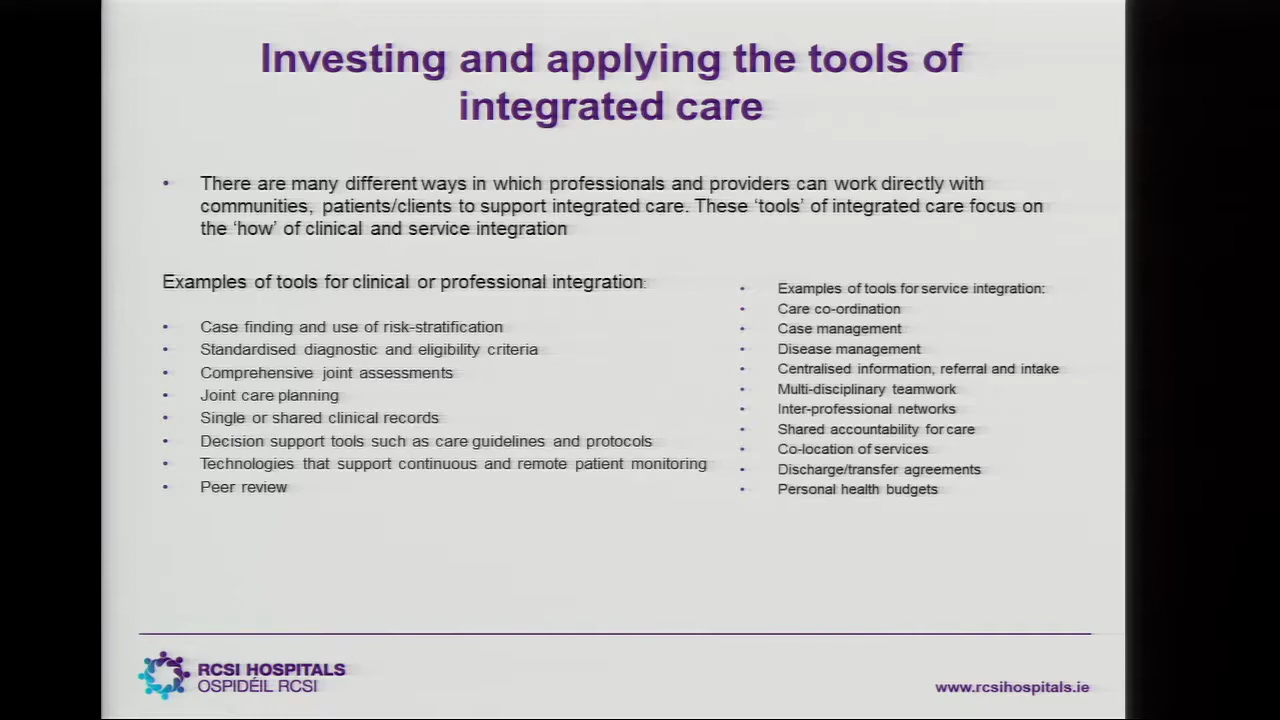 Investing and applying the tools of
integrated care
• There are many different ways in which professionals and providers can work directly with
communities, patients/clients to support integrated care. These ‘tools’ of integrated care focus on
the ‘how’ of clinical and service integration
Examples of tools for clinical or professional integration:
• Case finding and use of risk-stratification
• Standardised diagnostic and eligibility criteria
• Comprehensive joint assessments
• Joint care planning
• Single or shared clinical records
• Decision support tools such as care guidelines and protocols
• Technologies that support continuous and remote patient monitoring
• Peer review
• Examples of tools for service integration:
• Care co-ordination
• Case management
• Disease management
• Centralised information, referral and intake
• Multi-disciplinary teamwork
• Inter-professional networks
• Shared accountability for care
• Co-location of services
• Discharge/transfer agreements
• Personal health budgets
RCSI HOSPITALS
OSPIDÉIL RCSI
www.rcsihospitals.ie